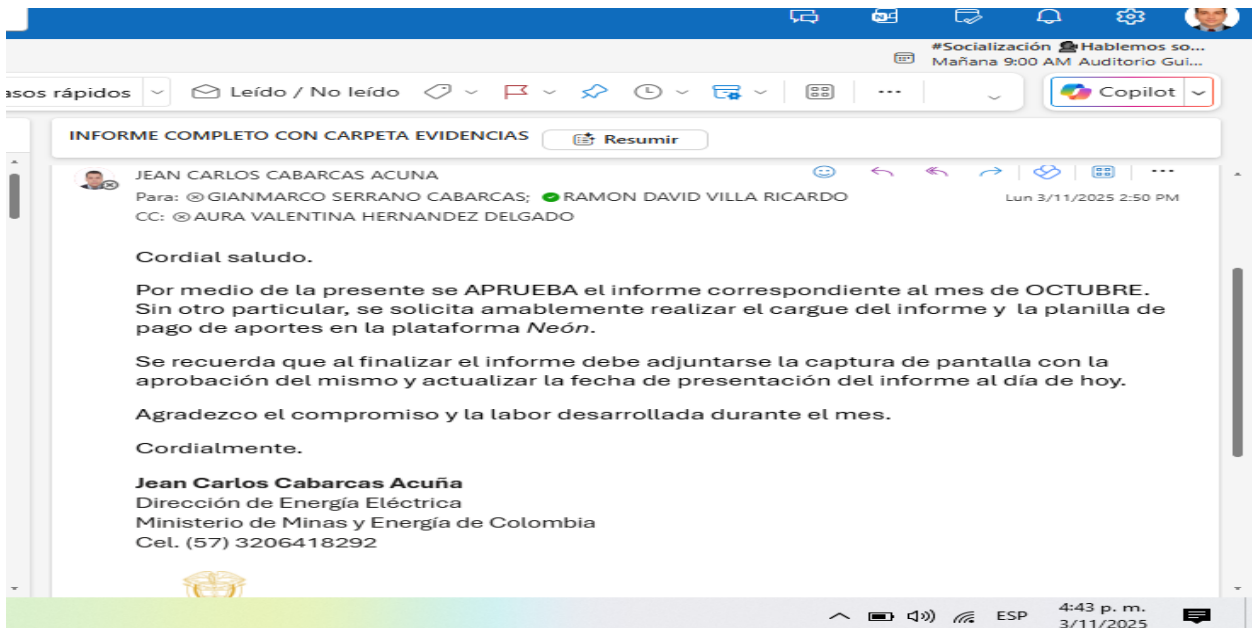 #Socialización Hablemos so...
Mañana 9:00 AM Auditorio Gui...
asos rápidos
Leído / No leído
Copilot
INFORME COMPLETO CON CARPETA EVIDENCIAS
Resumir
JEAN CARLOS CABARCAS ACUNA
Para: GIANMARCO SERRANO CABARCAS; RAMON DAVID VILLA RICARDO
Lun 3/11/2025 2:50 PM
CC: AURA VALENTINA HERNANDEZ DELGADO
Cordial saludo.
Por medio de la presente se APRUEBA el informe correspondiente al mes de OCTUBRE.
Sin otro particular, se solicita amablemente realizar el cargue del informe y la planilla de
pago de aportes en la plataforma Neón.
Se recuerda que al finalizar el informe debe adjuntarse la captura de pantalla con la
aprobación del mismo y actualizar la fecha de presentación del informe al día de hoy.
Agradezco el compromiso y la labor desarrollada durante el mes.
Cordialmente.
Jean Carlos Cabarcas Acuña
Dirección de Energía Eléctrica
Ministerio de Minas y Energía de Colombia
Cel. (57) 3206418292
ESP
4:43 p. m.
3/11/2025